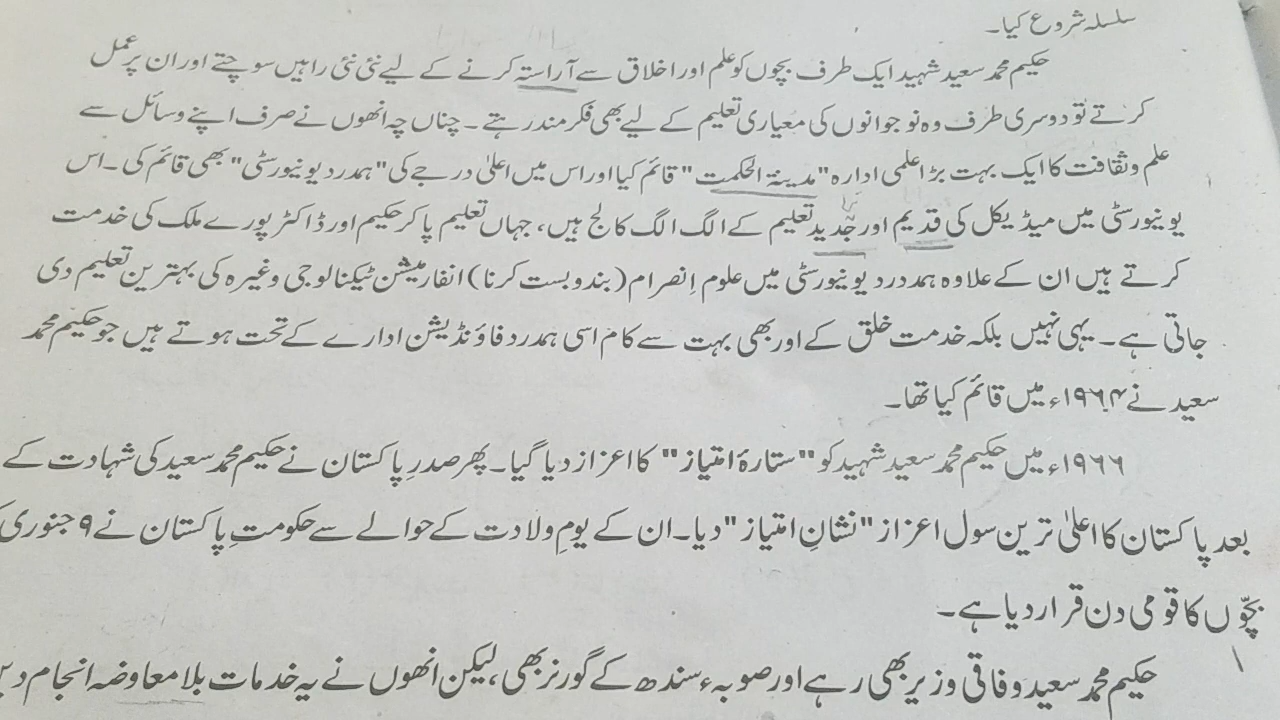 سلسلہ شروع کیا۔
حکیم محمد سعید شہید ایک طرف بچوں کو علم اور اخلاق سے آراستہ کرنے کے لیے نئی نئی راہیں سوچتے اور ان پر عمل
کرتے تو دوسری طرف وہ نوجوانوں کی معیاری تعلیم کے لیے بھی فکر مند رہتے ۔ چناں چہ انھوں نے صرف اپنے وسائل سے
علم و ثقافت کا ایک بہت بڑا علمی ادارہ "مدینۃ الحکمت" قائم کیا اور اس میں اعلیٰ درجے کی "ہمدرد یونیورسٹی" بھی قائم کی ۔ اس
یونیورسٹی میں میڈیکل کی قدیم اور جدید تعلیم کے الگ الگ کالج ہیں، جہاں تعلیم پا کر حکیم اور ڈاکٹر پورے ملک کی خدمت
کرتے ہیں ان کے علاوہ ہمدرد یونیورسٹی میں علوم اِنصرام (بندوبست کرنا) انفارمیشن ٹیکنالوجی وغیرہ کی بہترین تعلیم دی
جاتی ہے ۔ یہی نہیں بلکہ خدمت خلق کے اور بھی بہت سے کام اسی ہمدرد فاؤنڈیشن ادارے کے تحت ہوتے ہیں جو حکیم محمد
سعید نے ۱۹۶۴ء میں قائم کیا تھا۔
۱۹۶۶ء میں حکیم محمد سعید شہید کو "ستارۂ امتیاز" کا اعزاز دیا گیا۔ پھر صدرِ پاکستان نے حکیم محمد سعید کی شہادت کے
بعد پاکستان کا اعلیٰ ترین سول اعزاز "نشانِ امتیاز" دیا۔ ان کے یومِ ولادت کے حوالے سے حکومتِ پاکستان نے ۹ جنوری
بچّوں کا قومی دن قرار دیا ہے ۔
حکیم محمد سعید وفاقی وزیر بھی رہے اور صوبہء سندھ کے گورنر بھی، لیکن انھوں نے یہ خدمات بلا معاوضہ انجام